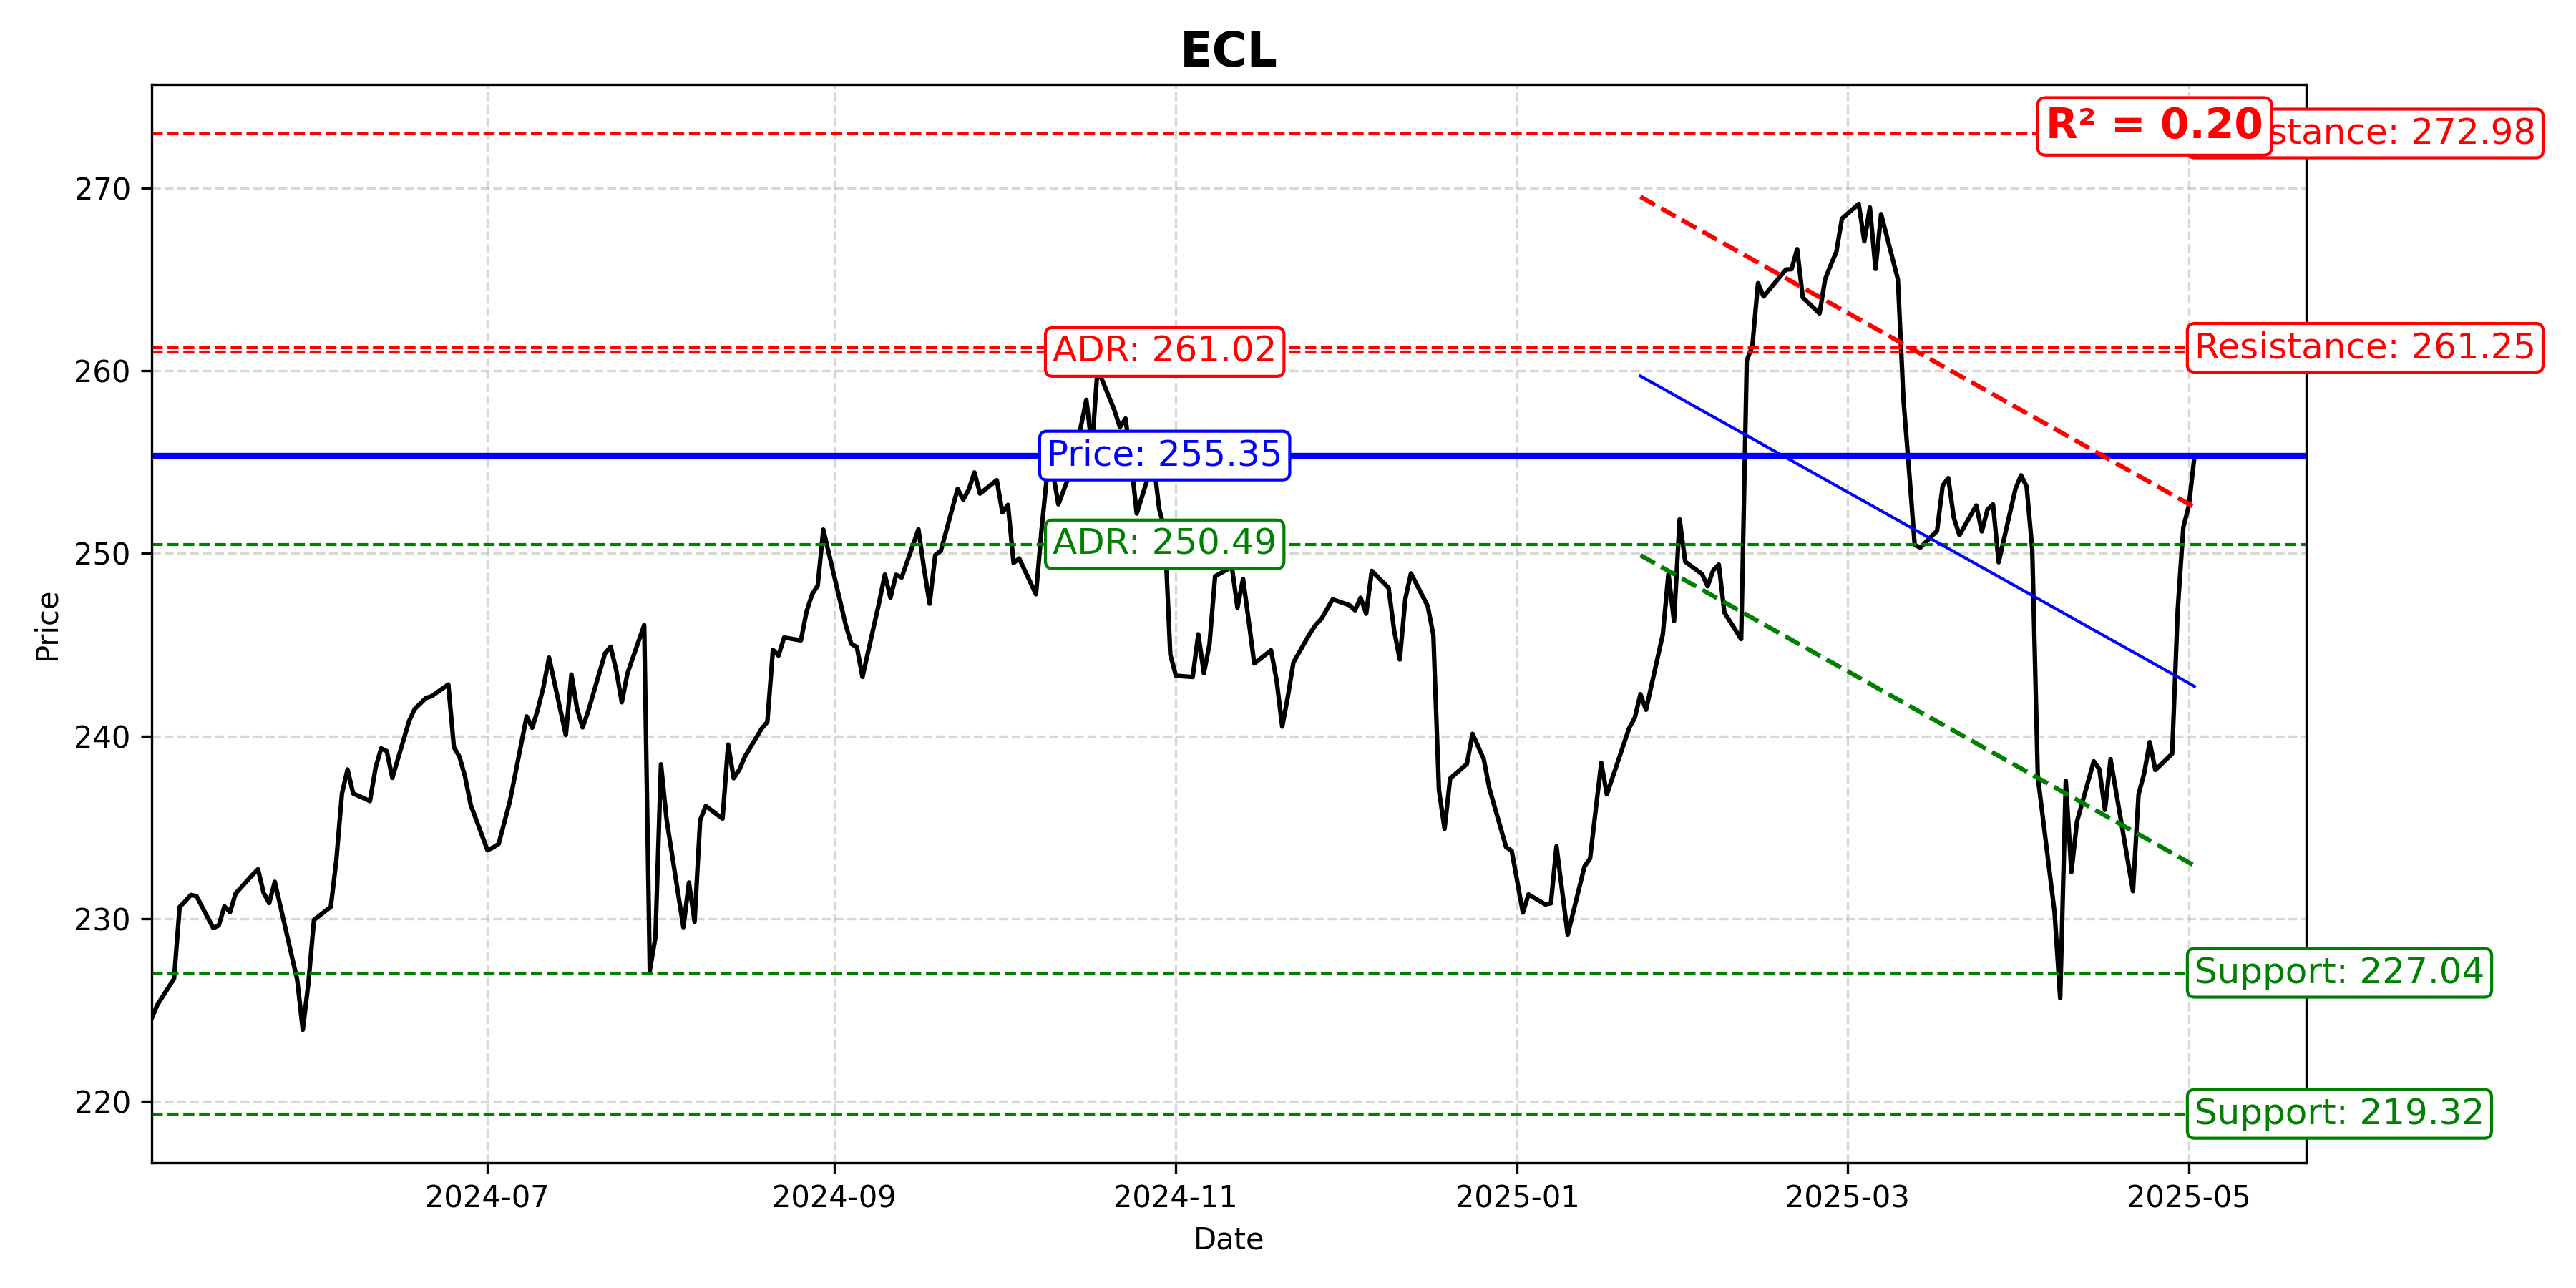 ECL
R² = 0.20
stance: 272.98
270
ADR: 261.02
Resistance: 261.25
260
Price: 255.35
ADR: 250.49
250
Price
240
230
Support: 227.04
220
Support: 219.32
2024-07
2024-09
2024-11
2025-01
2025-03
2025-05
Date